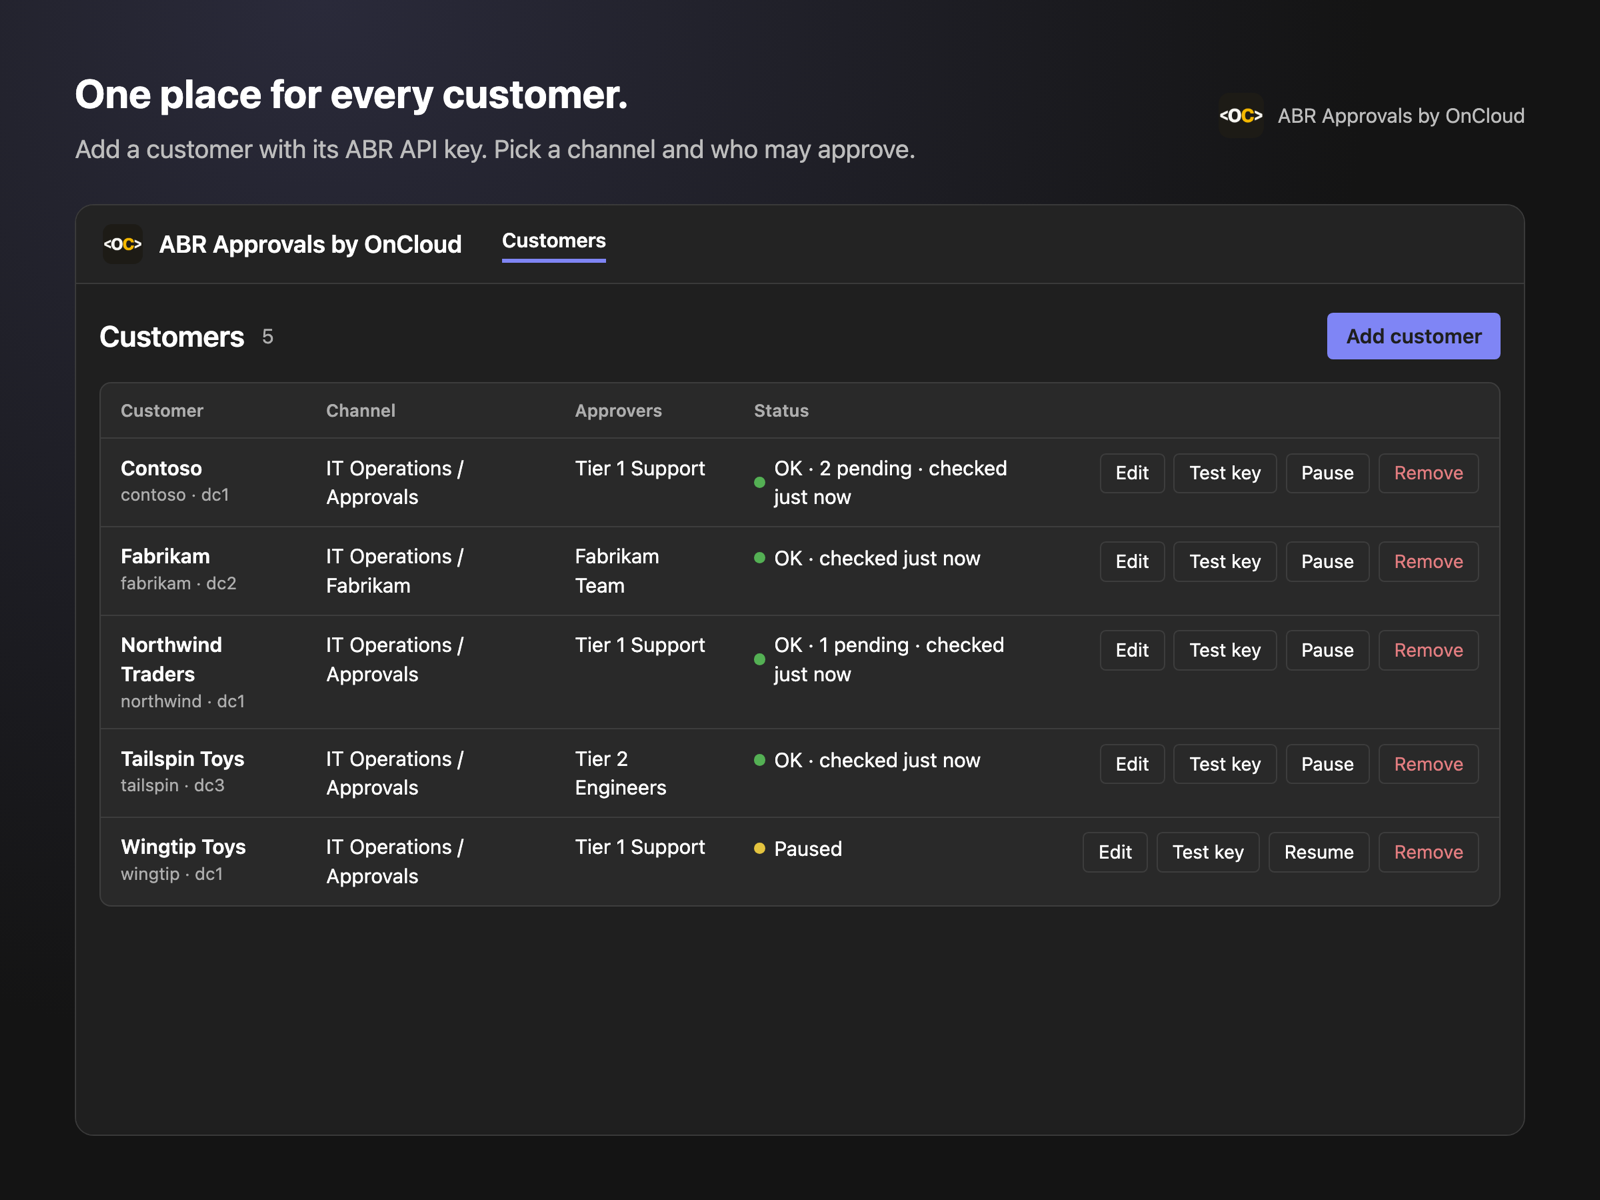 One place for every customer.
Add a customer with its ABR API key. Pick a channel and who may approve.
<OC> ABR Approvals by OnCloud
<OC> ABR Approvals by OnCloud Customers
Customers 5
Add customer
Customer Channel Approvers Status
Contoso
contoso · dc1
IT Operations /
Approvals
Tier 1 Support
OK · 2 pending · checked
just now
Edit Test key Pause Remove
Fabrikam
fabrikam · dc2
IT Operations /
Fabrikam
Fabrikam
Team
OK · checked just now
Edit Test key Pause Remove
Northwind
Traders
northwind · dc1
IT Operations /
Approvals
Tier 1 Support
OK · 1 pending · checked
just now
Edit Test key Pause Remove
Tailspin Toys
tailspin · dc3
IT Operations /
Approvals
Tier 2
Engineers
OK · checked just now
Edit Test key Pause Remove
Wingtip Toys
wingtip · dc1
IT Operations /
Approvals
Tier 1 Support
Paused
Edit Test key Resume Remove